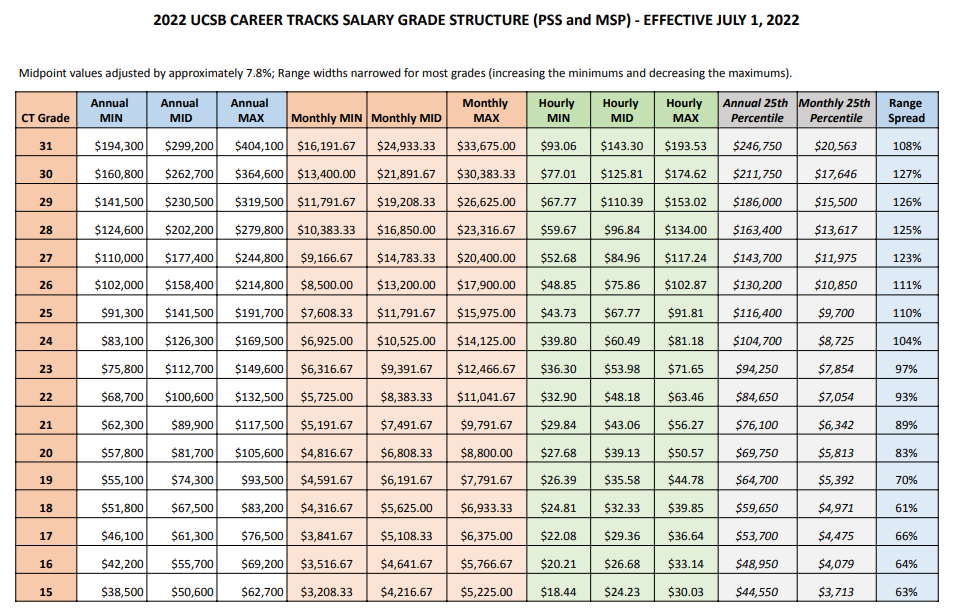 2022 UCSB CAREER TRACKS SALARY GRADE STRUCTURE (PSS and MSP) - EFFECTIVE JULY 1, 2022
Midpoint values adjusted by approximately 7.8%; Range widths narrowed for most grades (increasing the minimums and decreasing the maximums).
CT Grade Annual MIN Annual MID Annual MAX Monthly MIN Monthly MID Monthly MAX Hourly MIN Hourly MID Hourly MAX Annual 25th Percentile Monthly 25th Percentile Range Spread
31 $194,300 $299,200 $404,100 $16,191.67 $24,933.33 $33,675.00 $93.06 $143.30 $193.53 $246,750 $20,563 108%
30 $160,800 $262,700 $364,600 $13,400.00 $21,891.67 $30,383.33 $77.01 $125.81 $174.62 $211,750 $17,646 127%
29 $141,500 $230,500 $319,500 $11,791.67 $19,208.33 $26,625.00 $67.77 $110.39 $153.02 $186,000 $15,500 126%
28 $124,600 $202,200 $279,800 $10,383.33 $16,850.00 $23,316.67 $59.67 $96.84 $134.00 $163,400 $13,617 125%
27 $110,000 $177,400 $244,800 $9,166.67 $14,783.33 $20,400.00 $52.68 $84.96 $117.24 $143,700 $11,975 123%
26 $102,000 $158,400 $214,800 $8,500.00 $13,200.00 $17,900.00 $48.85 $75.86 $102.87 $130,200 $10,850 111%
25 $91,300 $141,500 $191,700 $7,608.33 $11,791.67 $15,975.00 $43.73 $67.77 $91.81 $116,400 $9,700 110%
24 $83,100 $126,300 $169,500 $6,925.00 $10,525.00 $14,125.00 $39.80 $60.49 $81.18 $104,700 $8,725 104%
23 $75,800 $112,700 $149,600 $6,316.67 $9,391.67 $12,466.67 $36.30 $53.98 $71.65 $94,250 $7,854 97%
22 $68,700 $100,600 $132,500 $5,725.00 $8,383.33 $11,041.67 $32.90 $48.18 $63.46 $84,650 $7,054 93%
21 $62,300 $89,900 $117,500 $5,191.67 $7,491.67 $9,791.67 $29.84 $43.06 $56.27 $76,100 $6,342 89%
20 $57,800 $81,700 $105,600 $4,816.67 $6,808.33 $8,800.00 $27.68 $39.13 $50.57 $69,750 $5,813 83%
19 $55,100 $74,300 $93,500 $4,591.67 $6,191.67 $7,791.67 $26.39 $35.58 $44.78 $64,700 $5,392 70%
18 $51,800 $67,500 $83,200 $4,316.67 $5,625.00 $6,933.33 $24.81 $32.33 $39.85 $59,650 $4,971 61%
17 $46,100 $61,300 $76,500 $3,841.67 $5,108.33 $6,375.00 $22.08 $29.36 $36.64 $53,700 $4,475 66%
16 $42,200 $55,700 $69,200 $3,516.67 $4,641.67 $5,766.67 $20.21 $26.68 $33.14 $48,950 $4,079 64%
15 $38,500 $50,600 $62,700 $3,208.33 $4,216.67 $5,225.00 $18.44 $24.23 $30.03 $44,550 $3,713 63%